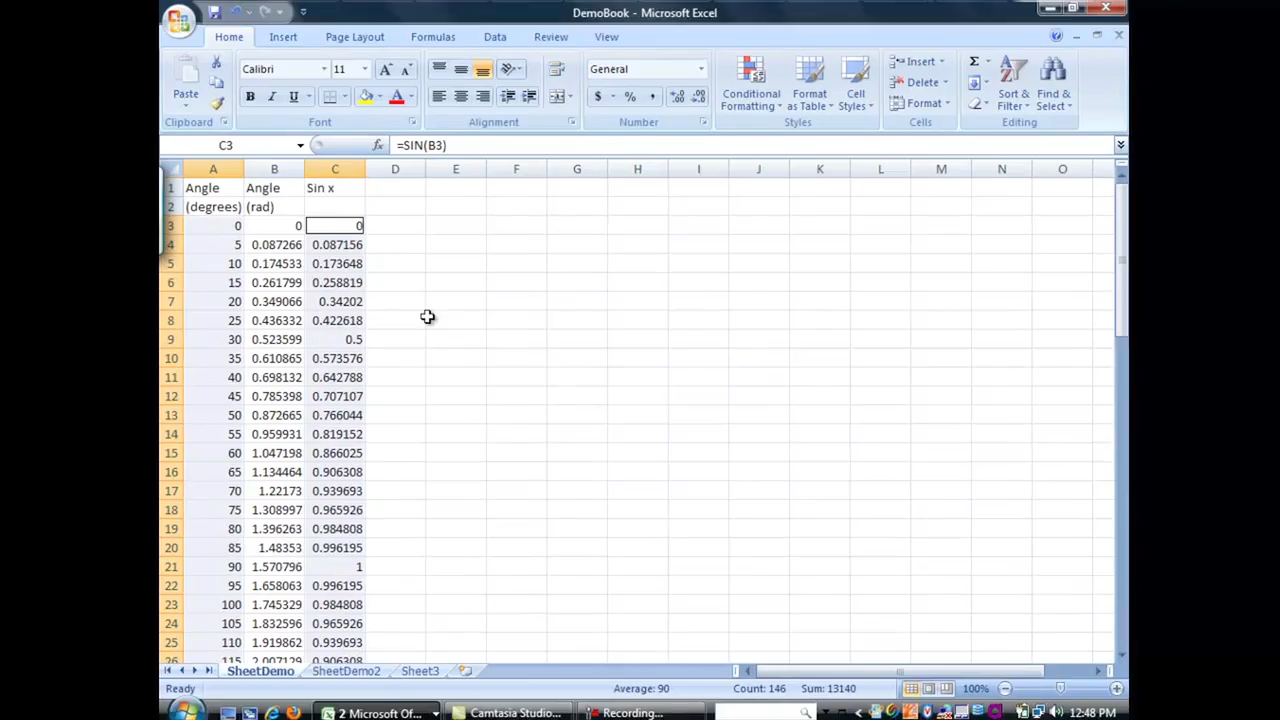 DemoBook - Microsoft Excel
Home Insert Page Layout Formulas Data Review View
Paste
Calibri 11
B I U
General
$ % ,
Conditional Formatting
Format as Table
Cell Styles
Insert
Delete
Format
Σ
Sort & Filter
Find & Select
Clipboard Font Alignment Number Styles Cells Editing
C3 fx =SIN(B3)
A B C D E F G H I J K L M N O
1 Angle Angle Sin x
2 (degrees) (rad)
3 0 0 0
4 5 0.087266 0.087156
5 10 0.174533 0.173648
6 15 0.261799 0.258819
7 20 0.349066 0.34202
8 25 0.436332 0.422618
9 30 0.523599 0.5
10 35 0.610865 0.573576
11 40 0.698132 0.642788
12 45 0.785398 0.707107
13 50 0.872665 0.766044
14 55 0.959931 0.819152
15 60 1.047198 0.866025
16 65 1.134464 0.906308
17 70 1.22173 0.939693
18 75 1.308997 0.965926
19 80 1.396263 0.984808
20 85 1.48353 0.996195
21 90 1.570796 1
22 95 1.658063 0.996195
23 100 1.745329 0.984808
24 105 1.832596 0.965926
25 110 1.919862 0.939693
26 115 2.007129 0.906308
SheetDemo SheetDemo2 Sheet3
Ready Average: 90 Count: 146 Sum: 13140 100%
2 Microsoft Of... Camtasia Studio... Recording... 12:48 PM